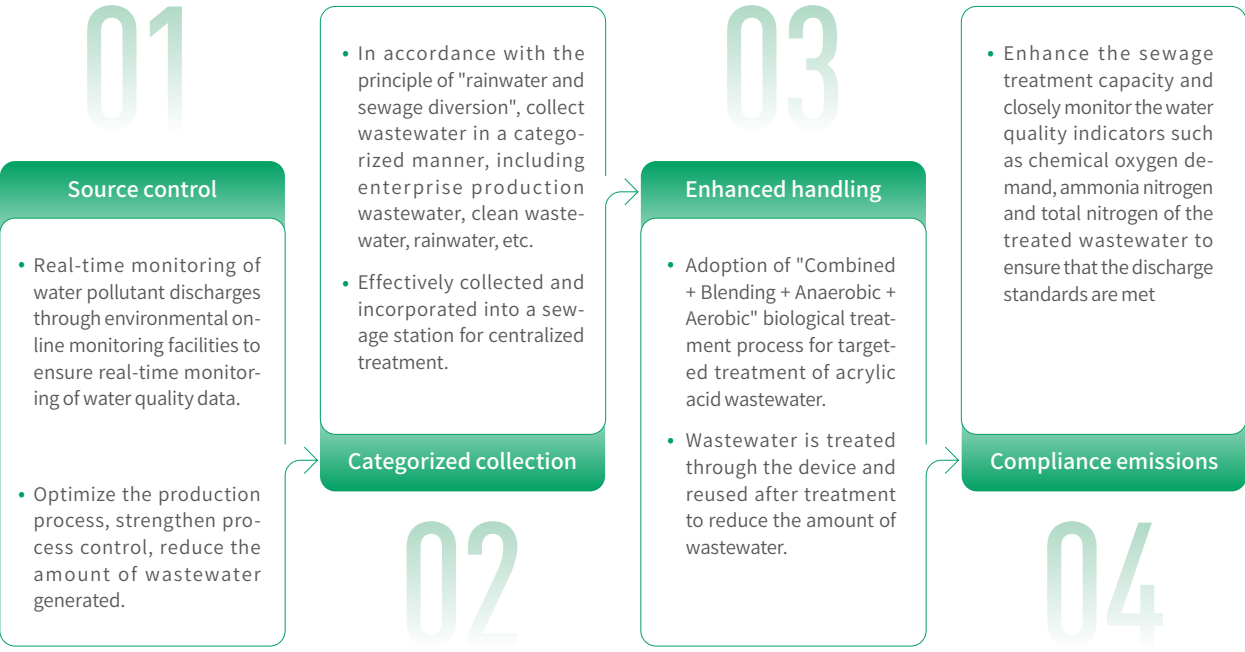 01
Source control
• Real-time monitoring of
water pollutant discharges
through environmental on-
line monitoring facilities to
ensure real-time monitor-
ing of water quality data.
• Optimize the production
process, strengthen pro-
cess control, reduce the
amount of wastewater
generated.
• In accordance with the
principle of "rainwater and
sewage diversion", collect
wastewater in a catego-
rized manner, including
enterprise production
wastewater, clean waste-
water, rainwater, etc.
• Effectively collected and
incorporated into a sew-
age station for centralized
treatment.
Categorized collection
02
03
Enhanced handling
• Adoption of "Combined
+ Blending + Anaerobic +
Aerobic" biological treat-
ment process for target-
ed treatment of acrylic
acid wastewater.
• Wastewater is treated
through the device and
reused after treatment
to reduce the amount of
wastewater.
• Enhance the sewage
treatment capacity and
closely monitor the water
quality indicators such
as chemical oxygen de-
mand, ammonia nitrogen
and total nitrogen of the
treated wastewater to
ensure that the discharge
standards are met
Compliance emissions
04